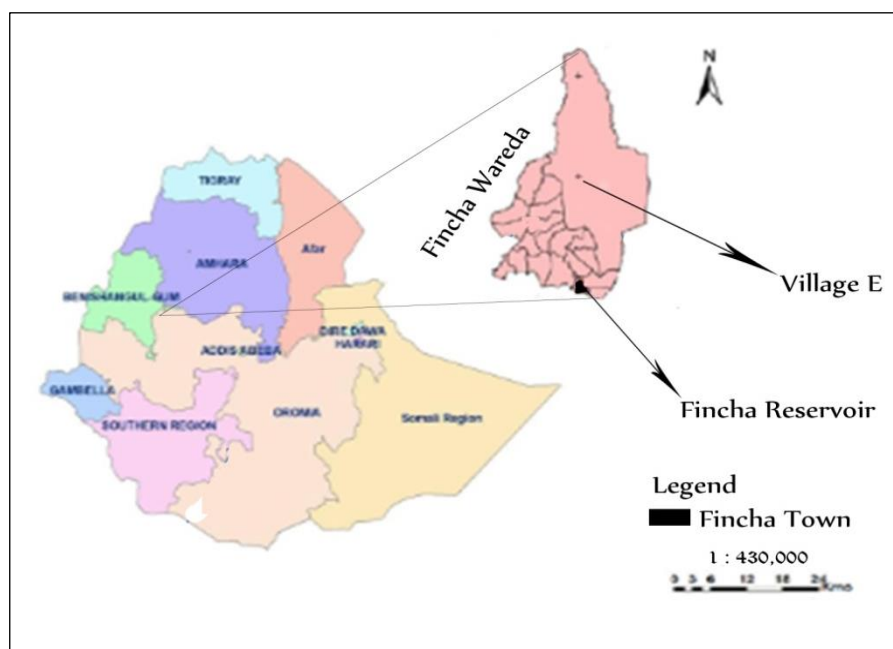 N
Fincha Wareda
TIGRAY
AMHARA
Afar
BENISHANGUL-GUM
DIRE DAWA
HARARI
ADDIS ABEBA
GAMBELLA
SOUTHERN REGION
OROMIA
Somali Region
Village E
Fincha Reservoir
Legend
Fincha Town
1 : 430,000
0 3 6 12 18 24
Kms